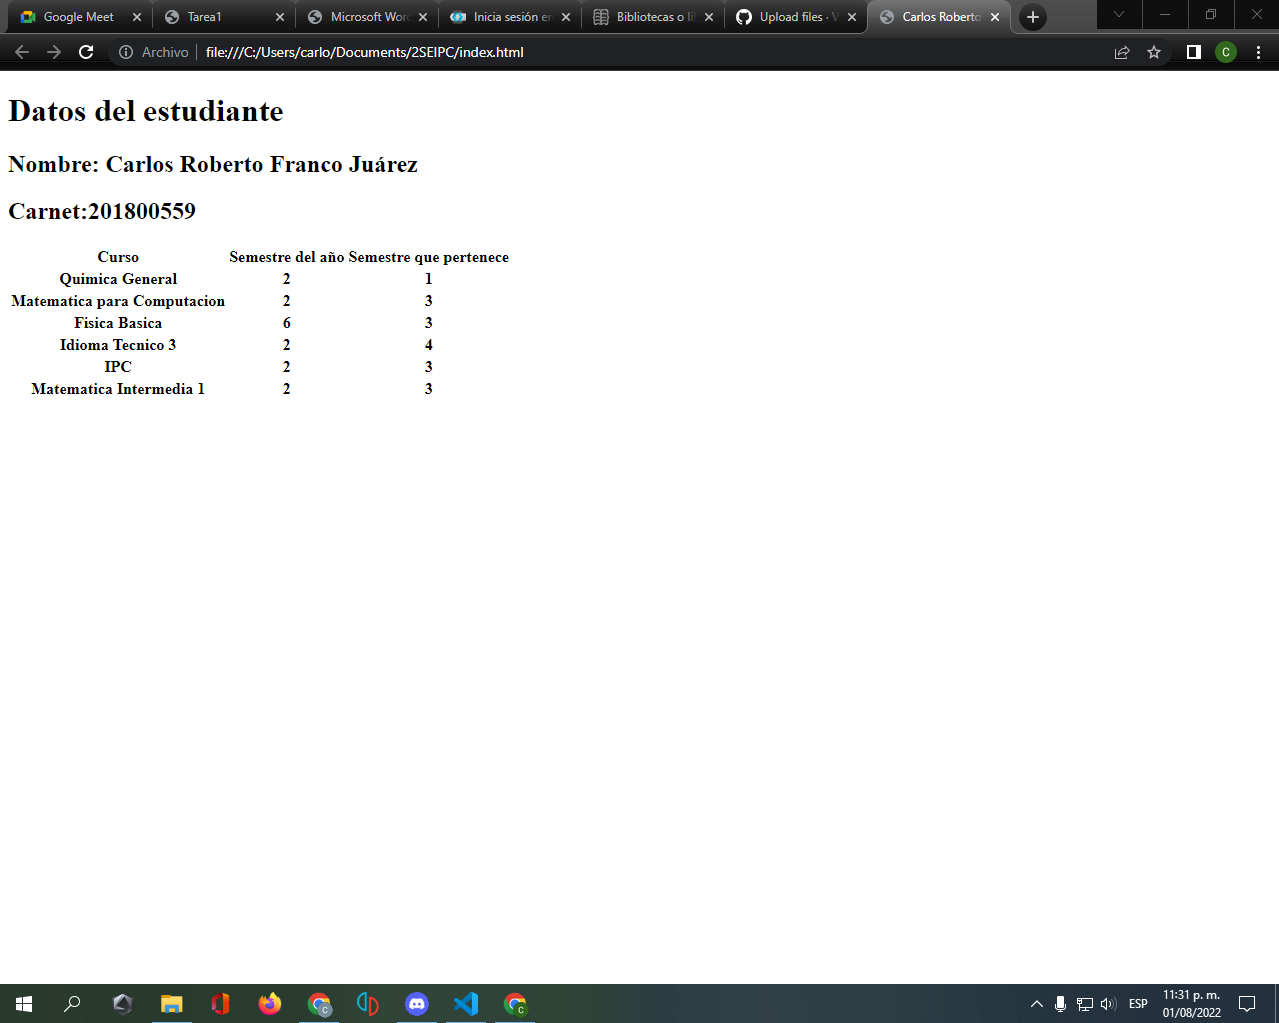 Google Meet
Tarea1
Microsoft Word
Inicia sesión en
Bibliotecas o li
Upload files ·
Carlos Roberto
Archivo
file:///C:/Users/carlo/Documents/2SEIPC/index.html
C
Datos del estudiante
Nombre: Carlos Roberto Franco Juárez
Carnet:201800559
Curso Semestre del año Semestre que pertenece
Quimica General 2 1
Matematica para Computacion 2 3
Fisica Basica 6 3
Idioma Tecnico 3 2 4
IPC 2 3
Matematica Intermedia 1 2 3
ESP
11:31 p. m.
01/08/2022